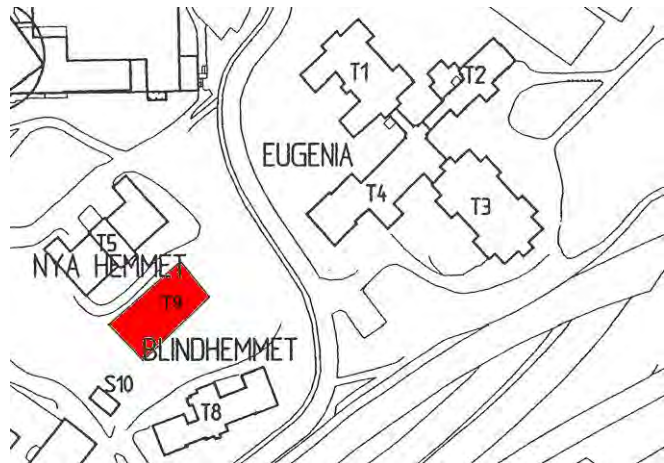 T1
T2
EUGENIA
T4
T3
T5
NYA HEMMET
T9
BLINDHEMMET
S10
T8